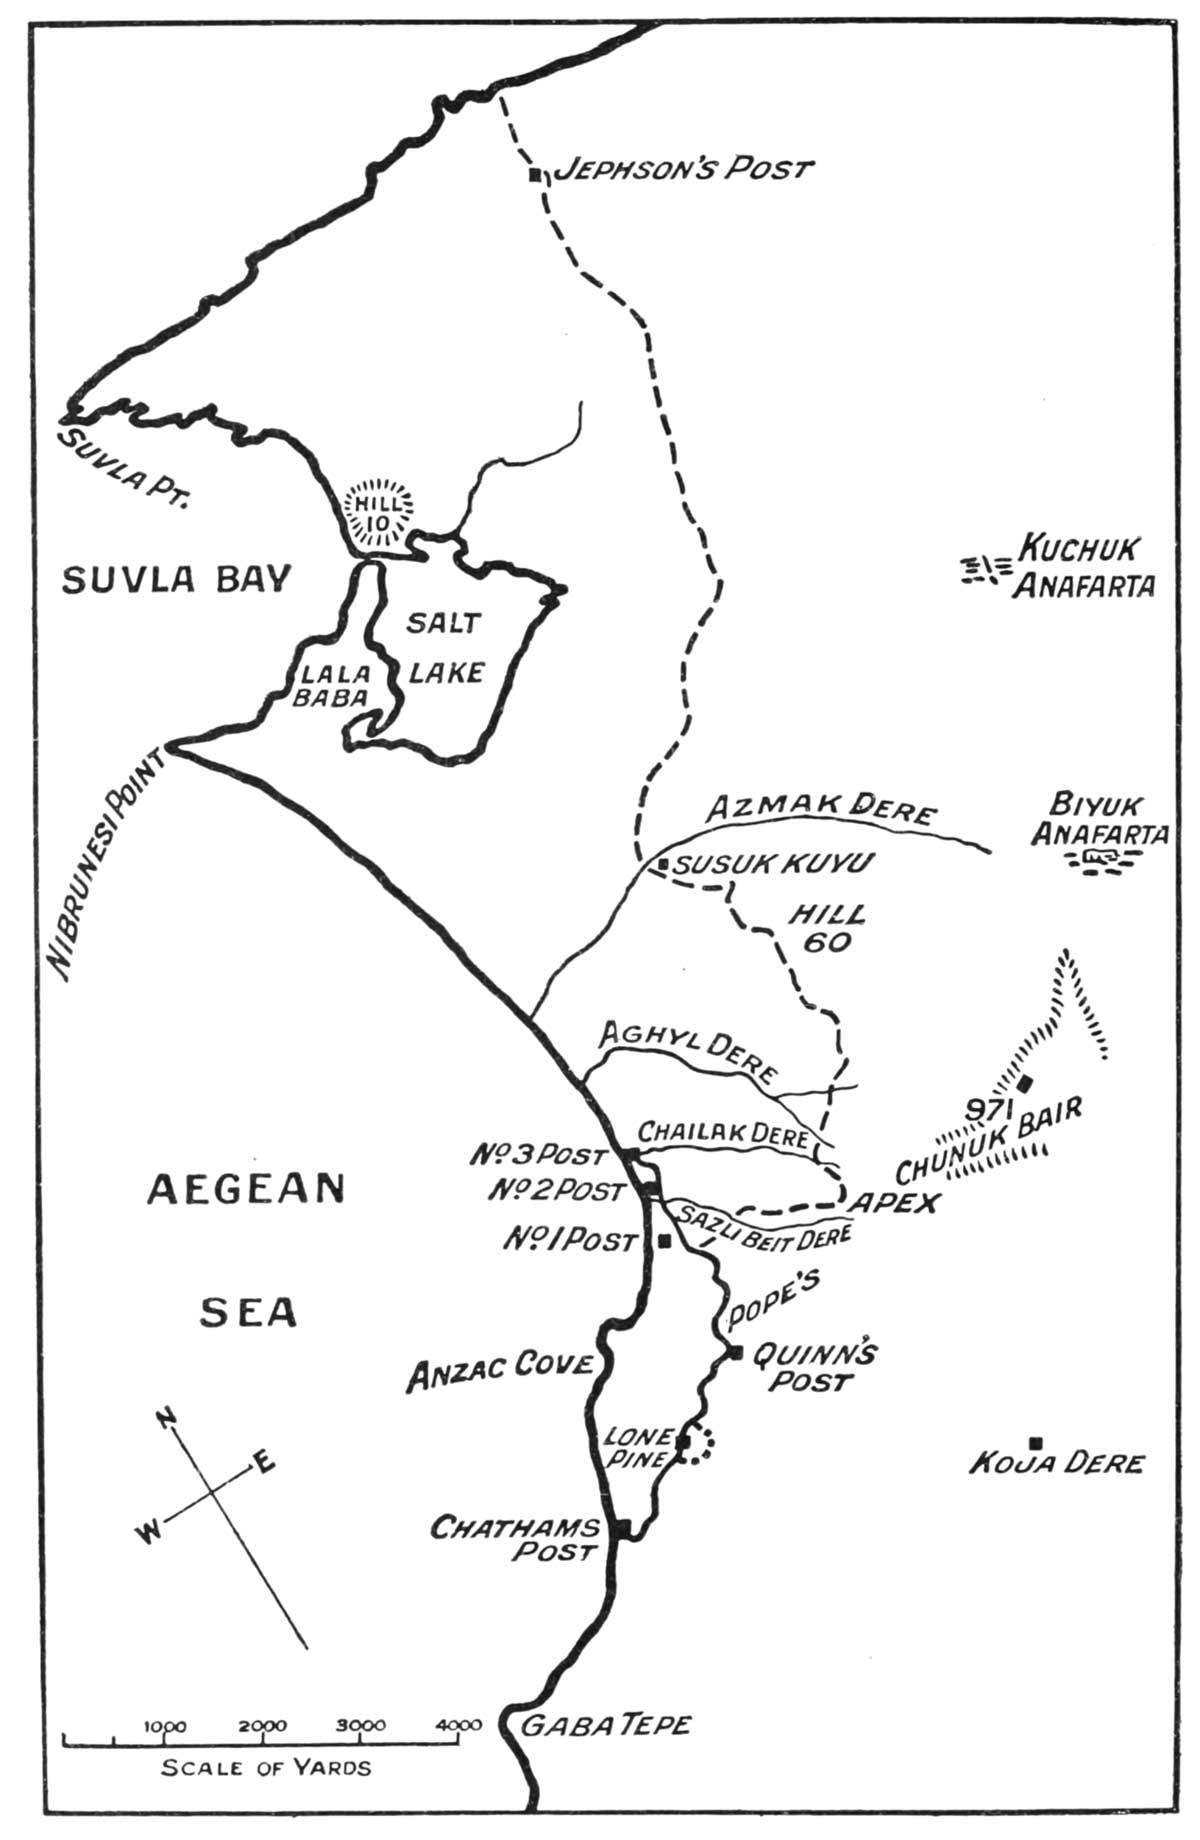 JEPHSON'S POST
SUVLA PT.
HILL
10
SUVLA BAY
KUCHUK
ANAFARTA
SALT
LAKE
LALA
BABA
NIBRUNESI POINT
AZMAK DERE
BIYUK
ANAFARTA
SUSUK KUYU
HILL
60
AGHYL DERE
971
CHUNUK BAIR
CHAILAK DERE
No. 3 POST
No. 2 POST
APEX
AEGEAN
SEA
SAZLI BEIT DERE
No. 1 POST
POPE'S
ANZAC COVE
QUINN'S
POST
N
E
W
LONE
PINE
KOJA DERE
CHATHAMS
POST
GABA TEPE
1000 2000 3000 4000
SCALE OF YARDS